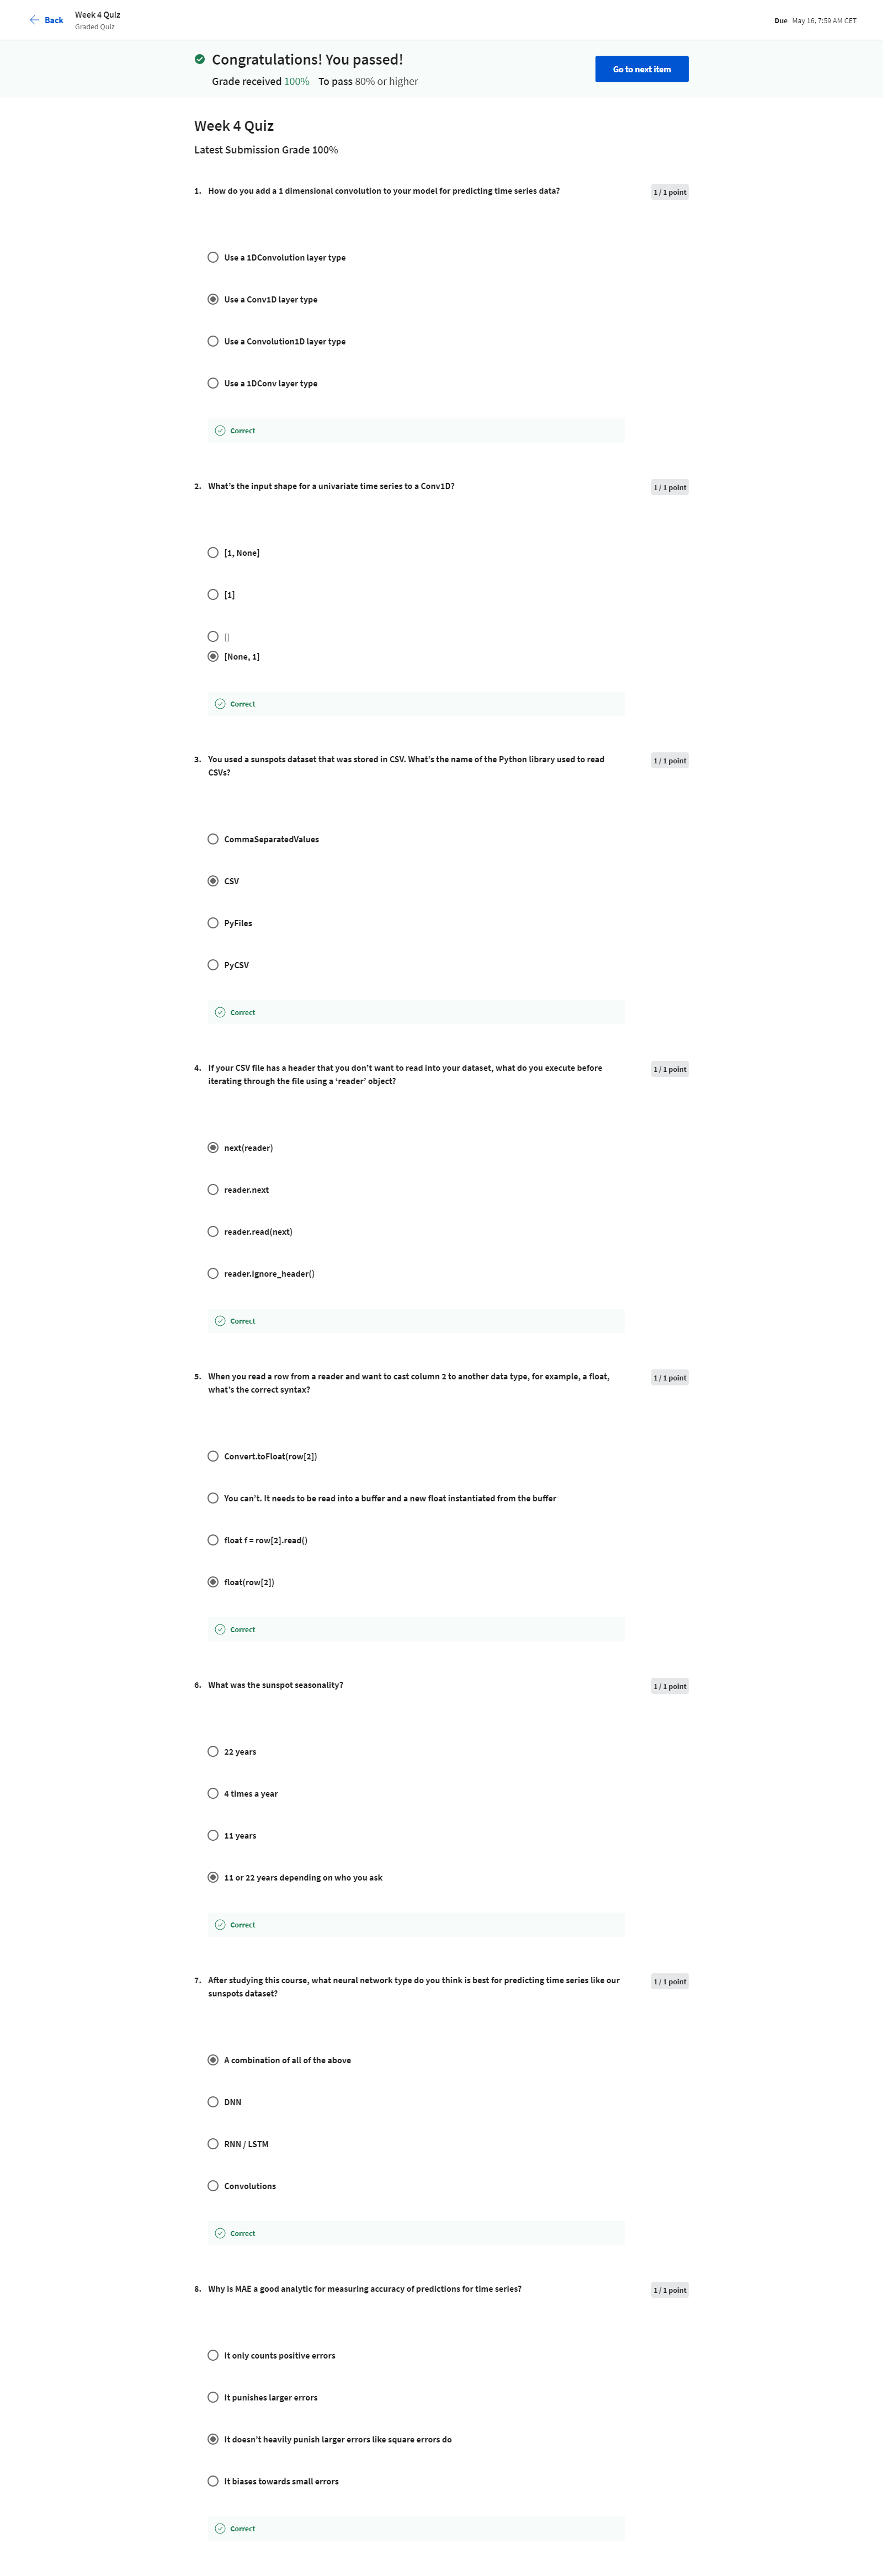 Back
Week 4 Quiz
Graded Quiz
Due May 16, 7:59 AM CET
Congratulations! You passed!
Grade received 100% To pass 80% or higher
Go to next item
Week 4 Quiz
Latest Submission Grade 100%
1. How do you add a 1 dimensional convolution to your model for predicting time series data?
1 / 1 point
Use a 1DConvolution layer type
Use a Conv1D layer type
Use a Convolution1D layer type
Use a 1DConv layer type
Correct
2. What’s the input shape for a univariate time series to a Conv1D?
1 / 1 point
[1, None]
[1]
[]
[None, 1]
Correct
3. You used a sunspots dataset that was stored in CSV. What’s the name of the Python library used to read
CSVs?
1 / 1 point
CommaSeparatedValues
CSV
PyFiles
PyCSV
Correct
4. If your CSV file has a header that you don’t want to read into your dataset, what do you execute before
iterating through the file using a ‘reader’ object?
1 / 1 point
next(reader)
reader.next
reader.read(next)
reader.ignore_header()
Correct
5. When you read a row from a reader and want to cast column 2 to another data type, for example, a float,
what’s the correct syntax?
1 / 1 point
Convert.toFloat(row[2])
You can’t. It needs to be read into a buffer and a new float instantiated from the buffer
float f = row[2].read()
float(row[2])
Correct
6. What was the sunspot seasonality?
1 / 1 point
22 years
4 times a year
11 years
11 or 22 years depending on who you ask
Correct
7. After studying this course, what neural network type do you think is best for predicting time series like our
sunspots dataset?
1 / 1 point
A combination of all of the above
DNN
RNN / LSTM
Convolutions
Correct
8. Why is MAE a good analytic for measuring accuracy of predictions for time series?
1 / 1 point
It only counts positive errors
It punishes larger errors
It doesn’t heavily punish larger errors like square errors do
It biases towards small errors
Correct